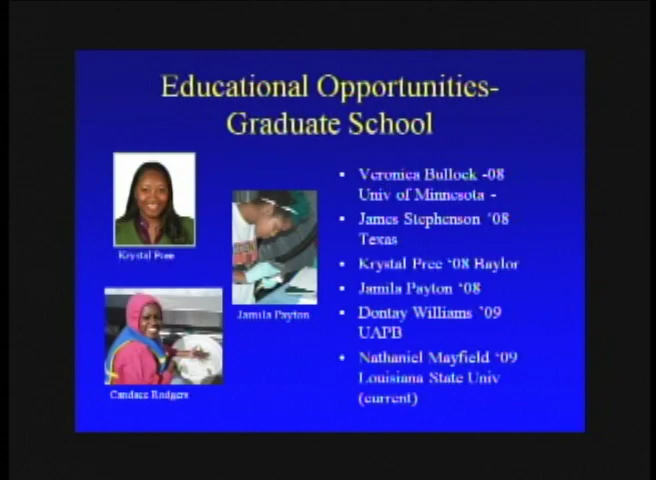 Educational Opportunities-
Graduate School
Krystal Pree
Jamila Payton
Candace Rodgers
• Veronica Bullock -08
Univ of Minnesota -
• James Stephenson '08
Texas
• Krystal Pree '08 Baylor
• Jamila Payton '08
• Dontay Williams '09
UAPB
• Nathaniel Mayfield '09
Louisiana State Univ
(current)